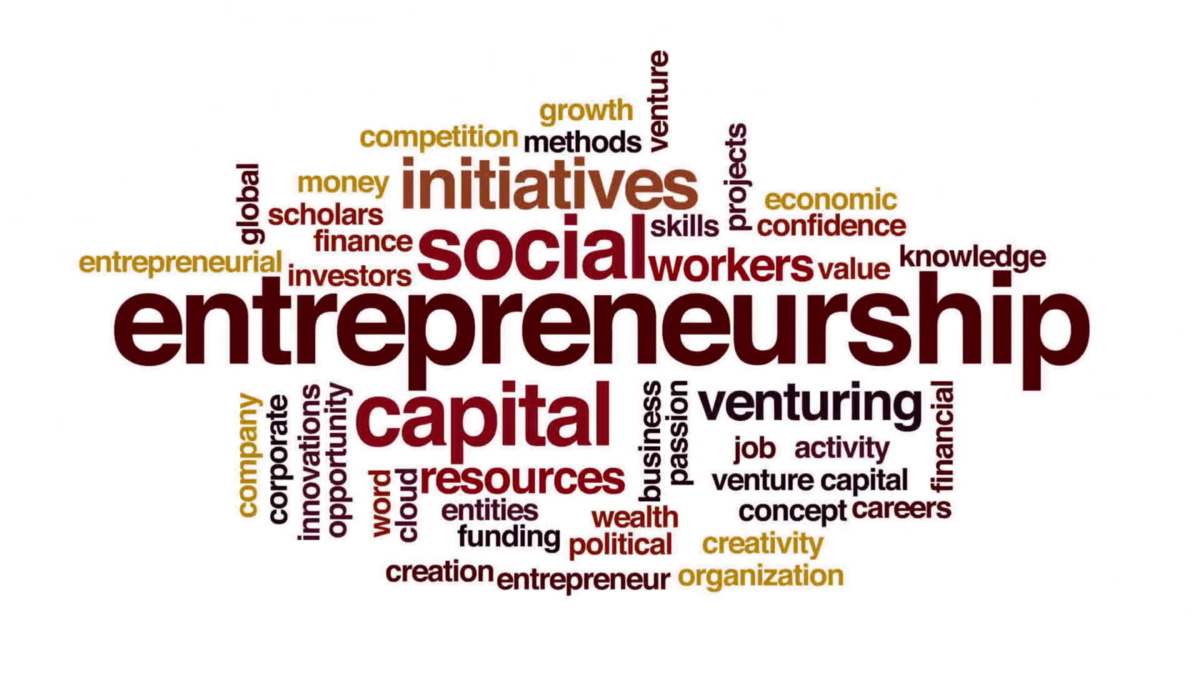 venture
growth
competition
methods
projects
global
money
initiatives
economic
scholars
skills
confidence
finance
social
entrepreneurial
investors
workers
value
knowledge
entrepreneurship
company
corporate
innovations
opportunity
capital
business
passion
venturing
financial
job
activity
word
cloud
resources
venture capital
entities
wealth
concept
careers
funding
political
creativity
creation
entrepreneur
organization